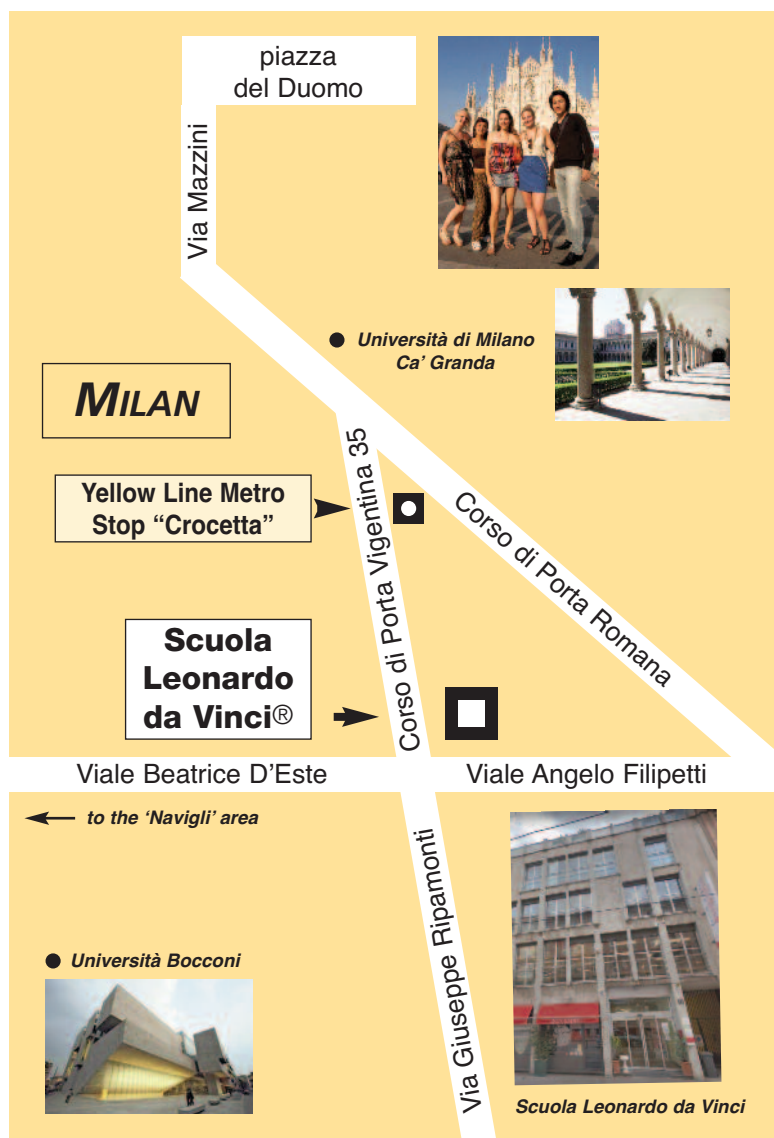 piazza
del Duomo
Via Mazzini
Università di Milano
Ca' Granda
MILAN
Yellow Line Metro
Stop “Crocetta”
Corso di Porta Vigentina 35
Corso di Porta Romana
Scuola
Leonardo
da Vinci®
Viale Beatrice D'Este
Viale Angelo Filipetti
to the ‘Navigli’ area
Via Giuseppe Ripamonti
Università Bocconi
Scuola Leonardo da Vinci